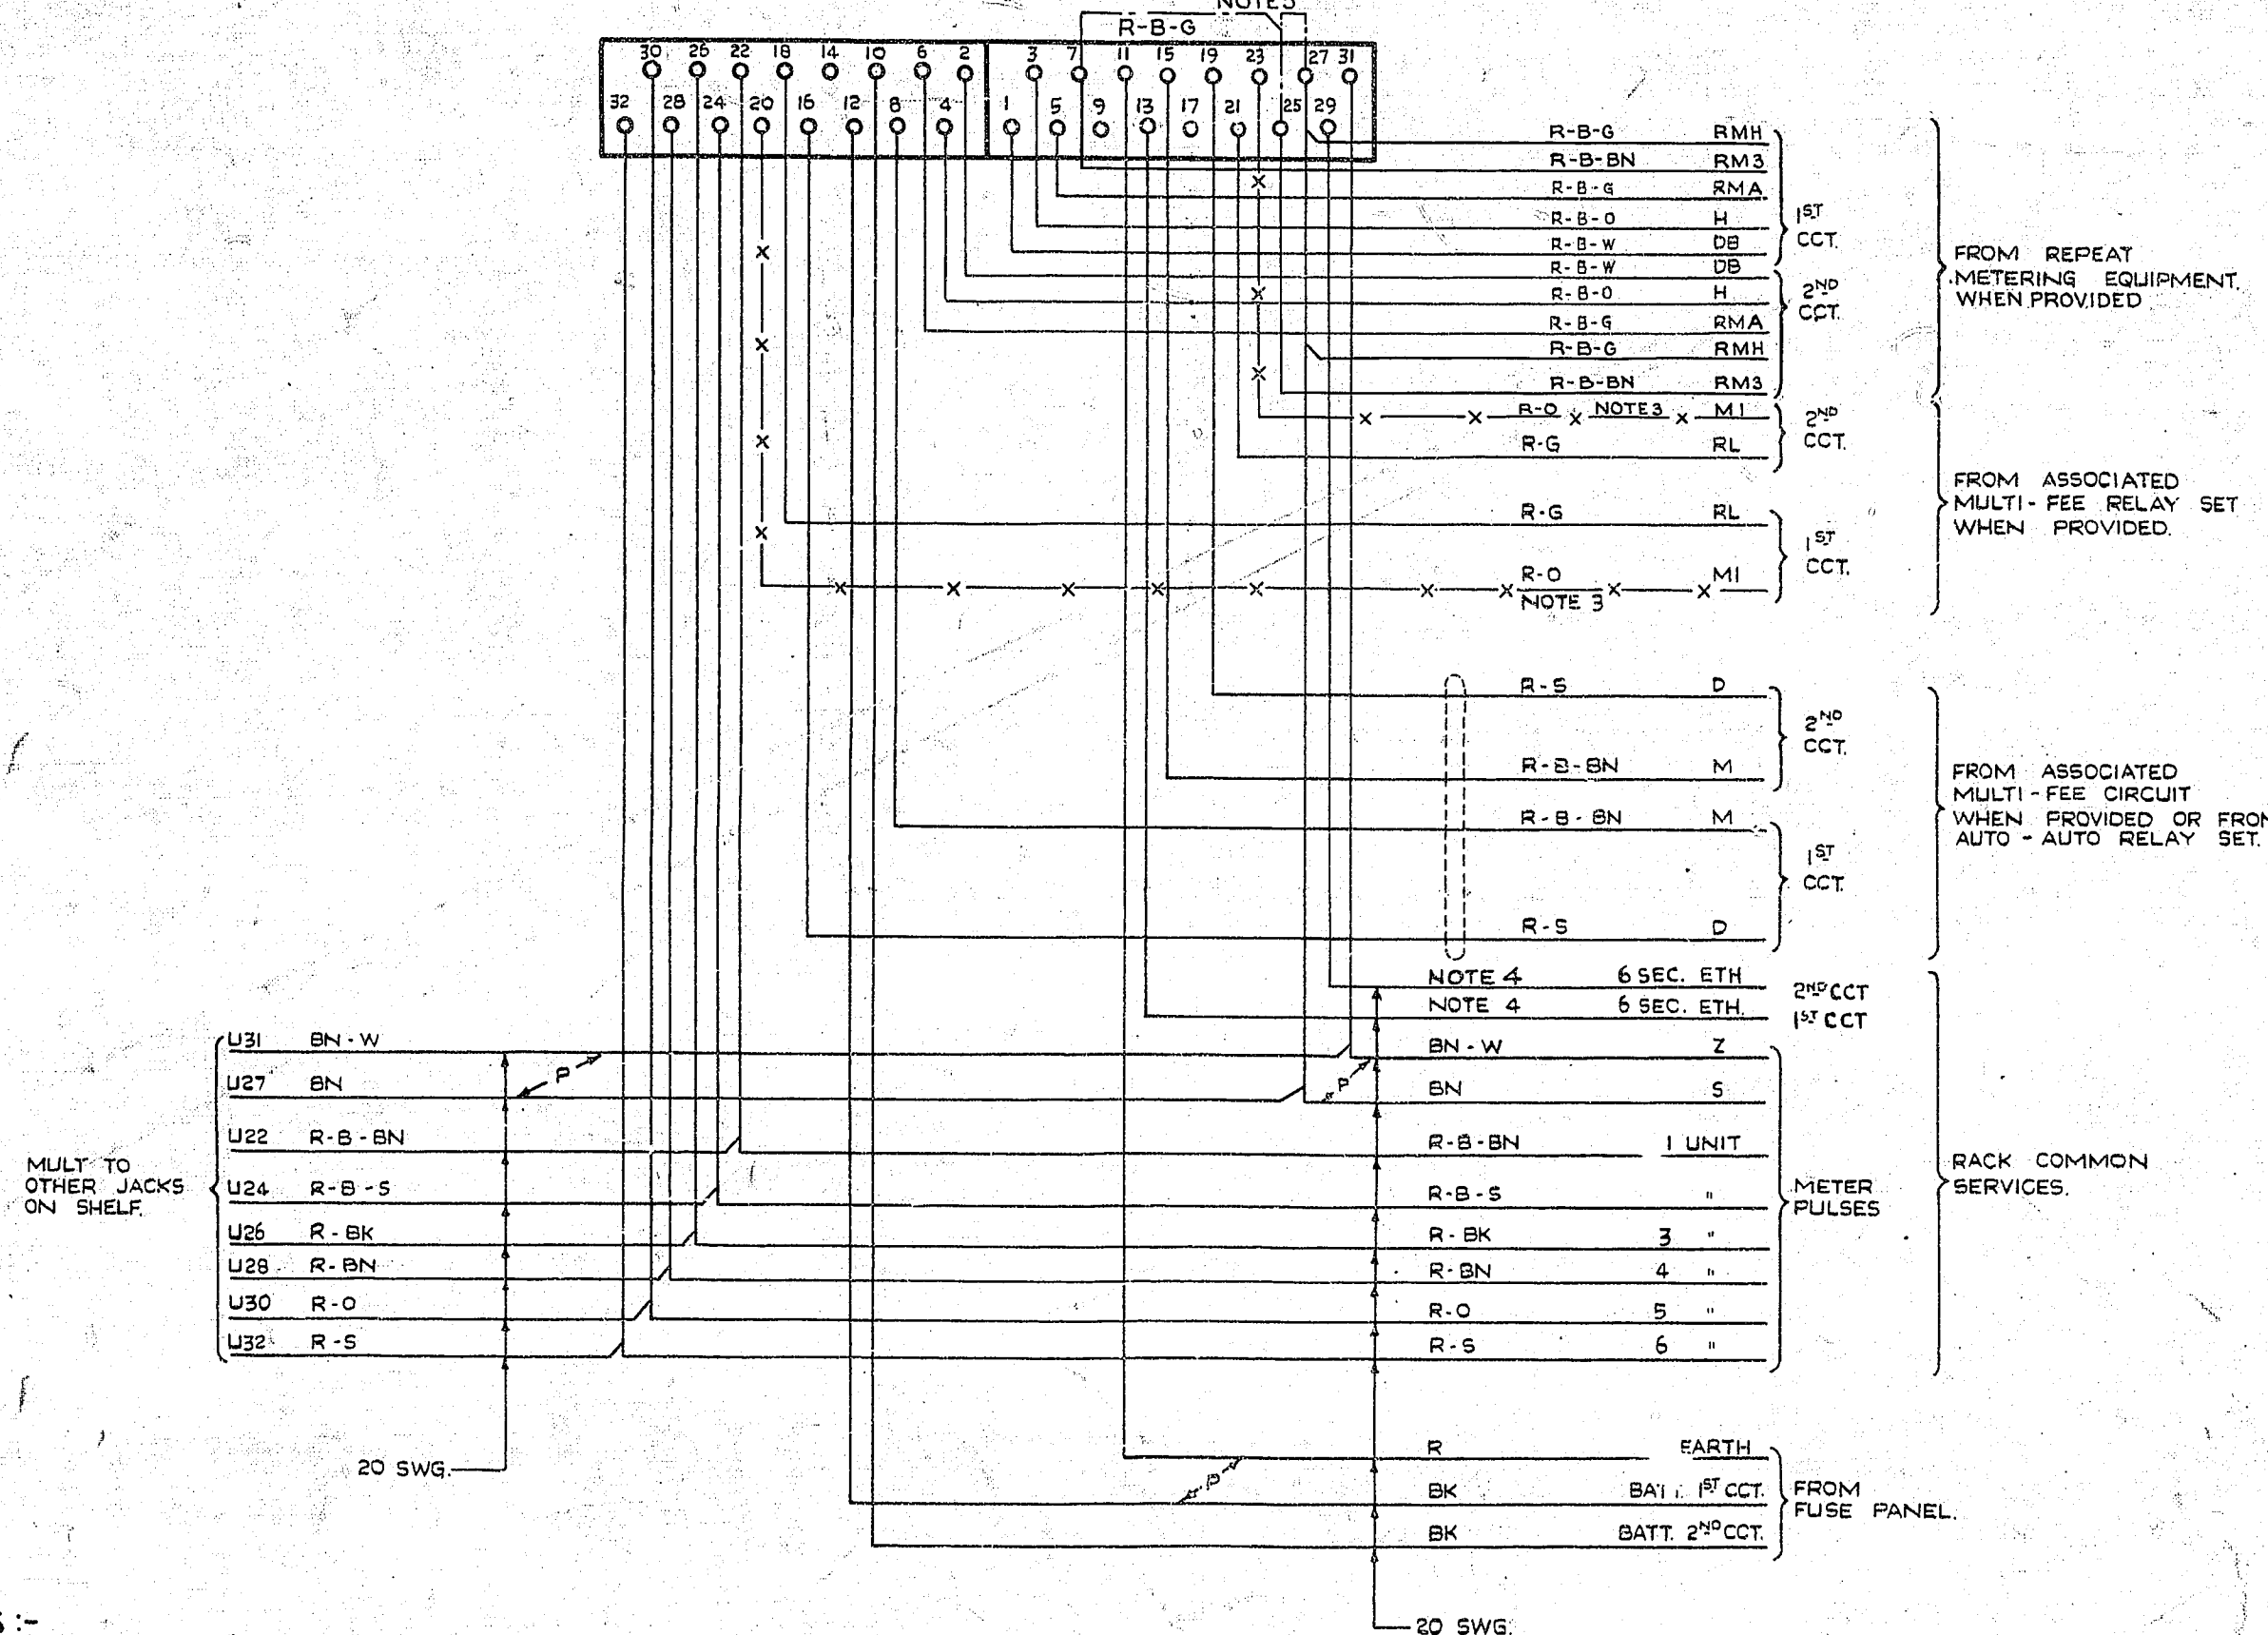 NOTE 5
R-B-G
30 26 22 18 14 10 6 2 3 7 11 15 19 23 27 31
32 28 24 20 16 12 8 4 1 5 9 13 17 21 25 29
R-B-G RMH
R-B-BN RM3
R-B-G RMA
R-B-O H
R-B-W DB
1ST
CCT.
R-B-W DB
R-B-O H
R-B-G RMA
R-B-G RMH
R-B-BN RM3
2ND
CCT.
FROM REPEAT
METERING EQUIPMENT.
WHEN PROVIDED
R-O NOTE 3 M1
R-G RL
2ND
CCT.
R-G RL
R-O M1
NOTE 3
1ST
CCT.
FROM ASSOCIATED
MULTI-FEE RELAY SET
WHEN PROVIDED.
R-S D
R-B-BN M
2ND
CCT.
R-B-BN M
R-S D
1ST
CCT.
FROM ASSOCIATED
MULTI-FEE CIRCUIT
WHEN PROVIDED OR
AUTO-AUTO RELAY SET.
NOTE 4 6 SEC. ETH 2ND CCT
NOTE 4 6 SEC. ETH. 1ST CCT
U31 BN-W
U27 BN
U22 R-B-BN
U24 R-B-S
U26 R-BK
U28 R-BN
U30 R-O
U32 R-S
P
MULT TO
OTHER JACKS
ON SHELF.
20 SWG.
BN-W Z
BN S
P
R-B-BN 1 UNIT
R-B-S "
R-BK 3 "
R-BN 4 "
R-O 5 "
R-S 6 "
METER
PULSES
RACK COMMON
SERVICES.
R EARTH
P
BK 1ST CCT.
BK BATT. 2ND CCT.
FROM
FUSE PANEL.
20 SWG.
:-